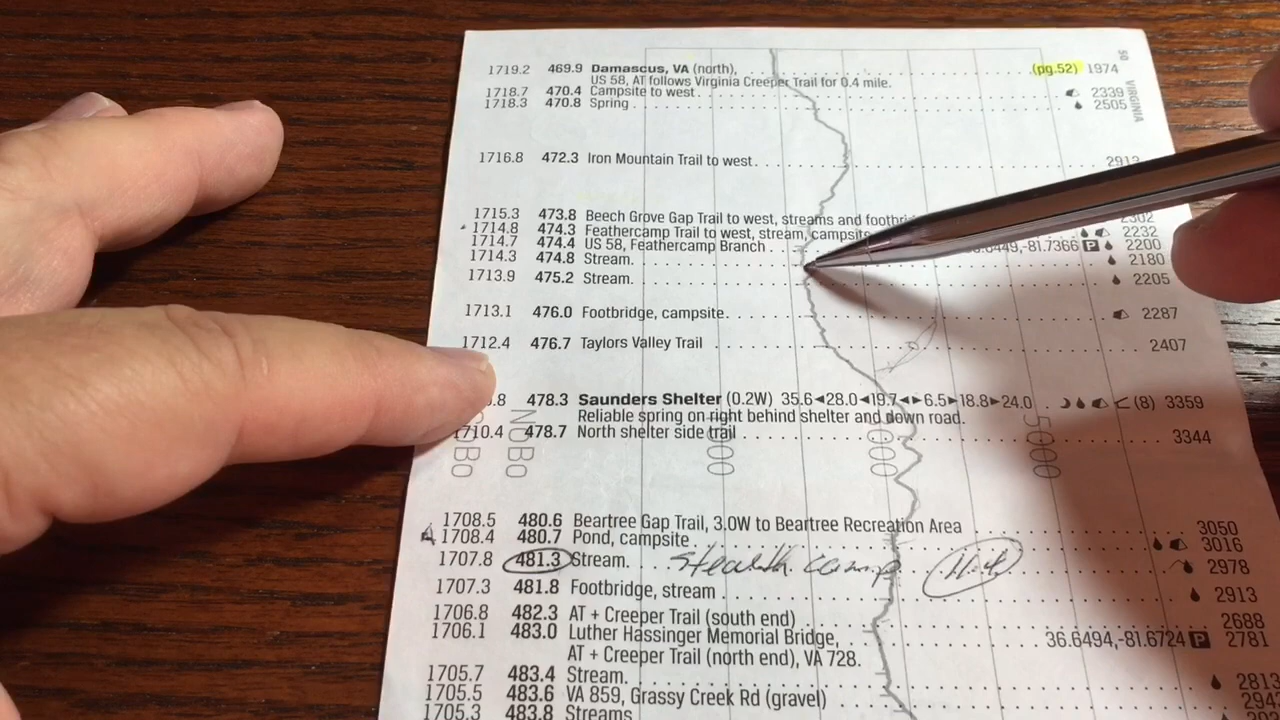 50 VIRGINIA
1719.2 469.9 Damascus, VA (north), (pg.52) 1974
US 58, AT follows Virginia Creeper Trail for 0.4 mile.
1718.7 470.4 Campsite to west 2339
1718.3 470.8 Spring 2505
1716.8 472.3 Iron Mountain Trail to west
1715.3 473.8 Beech Grove Gap Trail to west, streams and 2302
1714.8 474.3 Feathercamp Trail to west, stream, campsite 2232
1714.7 474.4 US 58, Feathercamp Branch -81.7366 P 2200
1714.3 474.8 Stream. 2180
1713.9 475.2 Stream. 2205
1713.1 476.0 Footbridge, campsite 2287
1712.4 476.7 Taylors Valley Trail 2407
.8 478.3 Saunders Shelter (0.2W) 35.6◄28.0◄19.7◄►6.5►18.8►24.0 (8) 3359
Reliable spring on right behind shelter and down road.
1710.4 478.7 North shelter side trail 3344
NOBO 5000
1708.5 480.6 Beartree Gap Trail, 3.0W to Beartree Recreation Area 3050
1708.4 480.7 Pond, campsite 3016
1707.8 481.3 Stream. Stealth camp 2978
1707.3 481.8 Footbridge, stream 2913
1706.8 482.3 AT + Creeper Trail (south end) 2688
1706.1 483.0 Luther Hassinger Memorial Bridge, 36.6494,-81.6724 P 2781
AT + Creeper Trail (north end), VA 728.
1705.7 483.4 Stream. 2813
1705.5 483.6 VA 859, Grassy Creek Rd (gravel)
1705.3 483.8 Streams